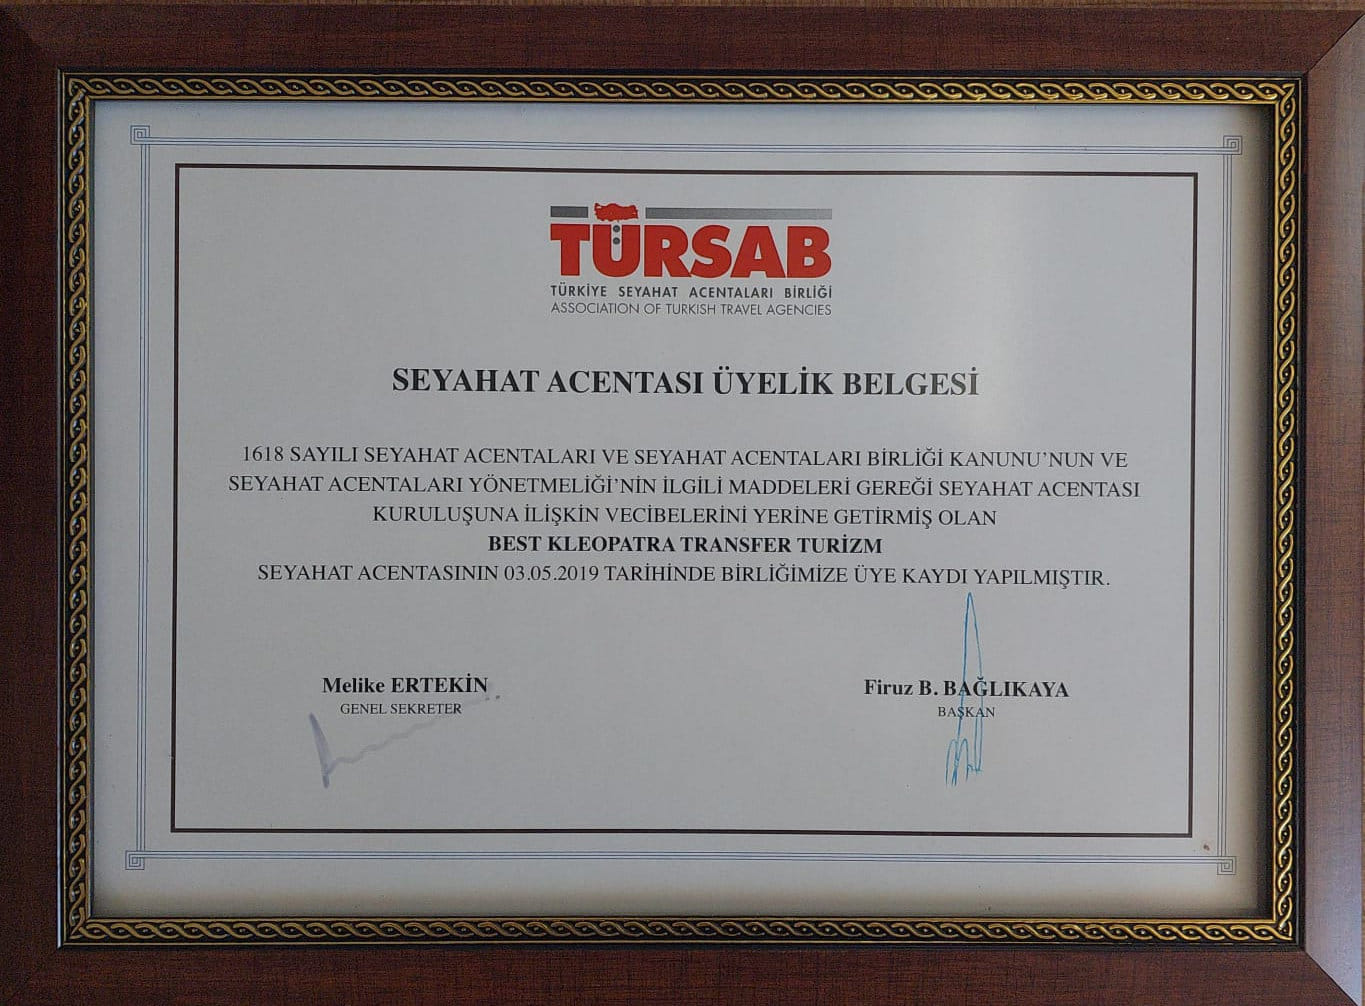 TÜRSAB
TÜRKİYE SEYAHAT ACENTALARI BİRLİĞİ
ASSOCIATION OF TURKISH TRAVEL AGENCIES
SEYAHAT ACENTASI ÜYELİK BELGESİ
1618 SAYILI SEYAHAT ACENTALARI VE SEYAHAT ACENTALARI BİRLİĞİ KANUNU'NUN VE
SEYAHAT ACENTALARI YÖNETMELİĞİ'NİN İLGİLİ MADDELERİ GEREĞİ SEYAHAT ACENTASI
KURULUŞUNA İLİŞKİN VECİBELERİNİ YERİNE GETİRMİŞ OLAN
BEST KLEOPATRA TRANSFER TURİZM
SEYAHAT ACENTASININ 03.05.2019 TARİHİNDE BİRLİĞİMİZE ÜYE KAYDI YAPILMIŞTIR.
Melike ERTEKİN
GENEL SEKRETER
Firuz B. BAĞLIKAYA
BAŞKAN